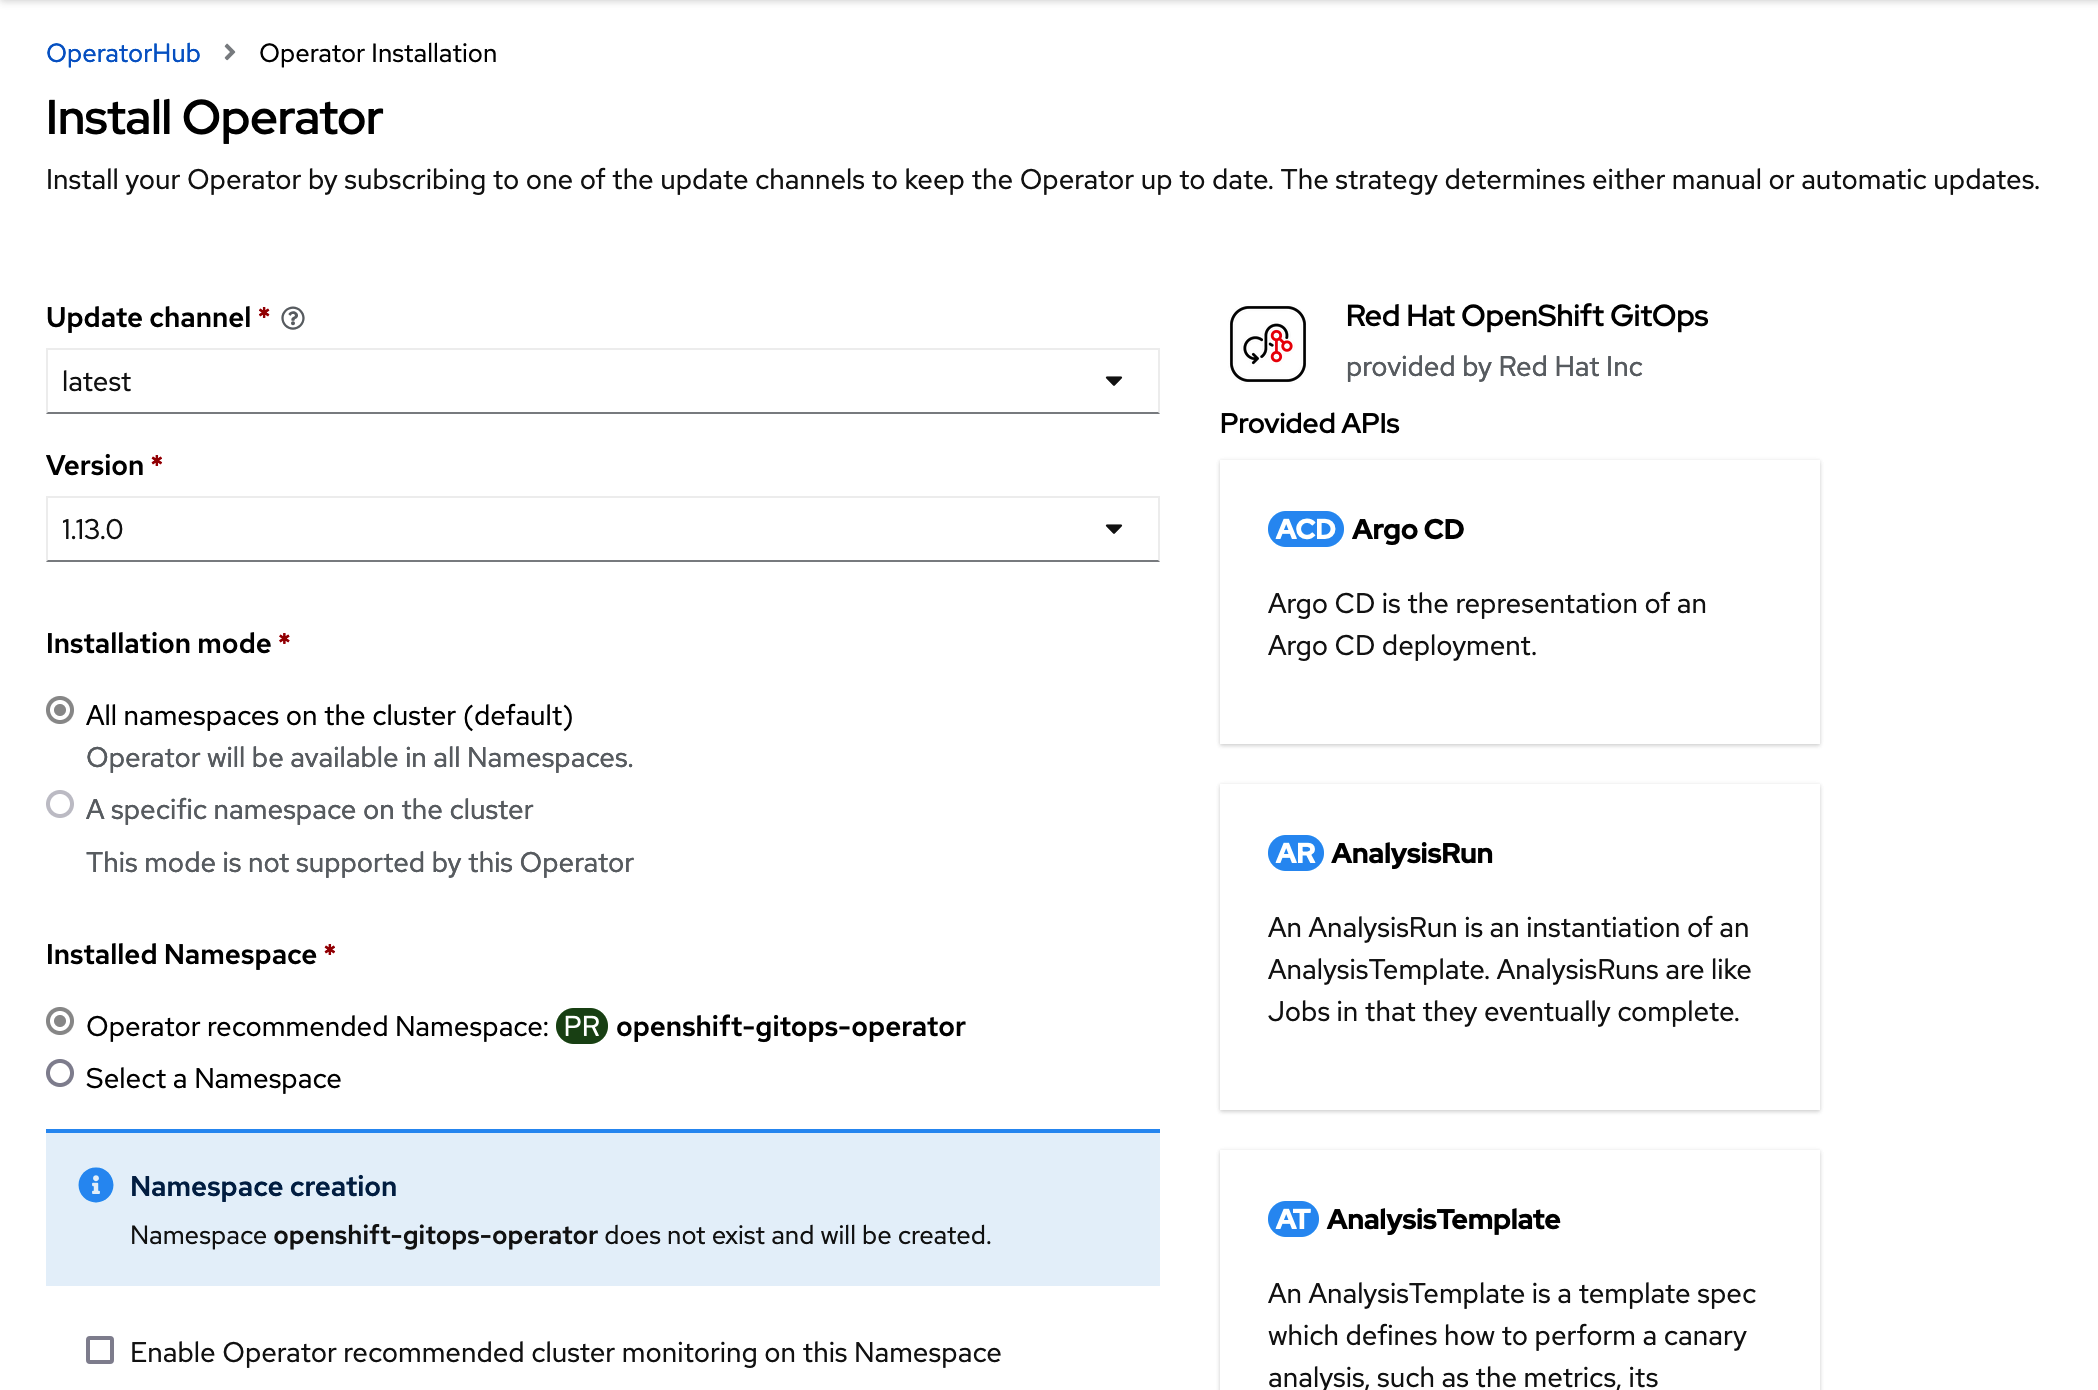 OperatorHub > Operator Installation
Install Operator
Install your Operator by subscribing to one of the update channels to keep the Operator up to date. The strategy determines either manual or automatic updates.
Update channel *
latest
Version *
1.13.0
Installation mode *
All namespaces on the cluster (default)
Operator will be available in all Namespaces.
A specific namespace on the cluster
This mode is not supported by this Operator
Installed Namespace *
Operator recommended Namespace: PR openshift-gitops-operator
Select a Namespace
Namespace creation
Namespace openshift-gitops-operator does not exist and will be created.
Enable Operator recommended cluster monitoring on this Namespace
Red Hat OpenShift GitOps
provided by Red Hat Inc
Provided APIs
ACD Argo CD
Argo CD is the representation of an
Argo CD deployment.
AR AnalysisRun
An AnalysisRun is an instantiation of an
AnalysisTemplate. AnalysisRuns are like
Jobs in that they eventually complete.
AT AnalysisTemplate
An AnalysisTemplate is a template spec
which defines how to perform a canary
analysis, such as the metrics, its